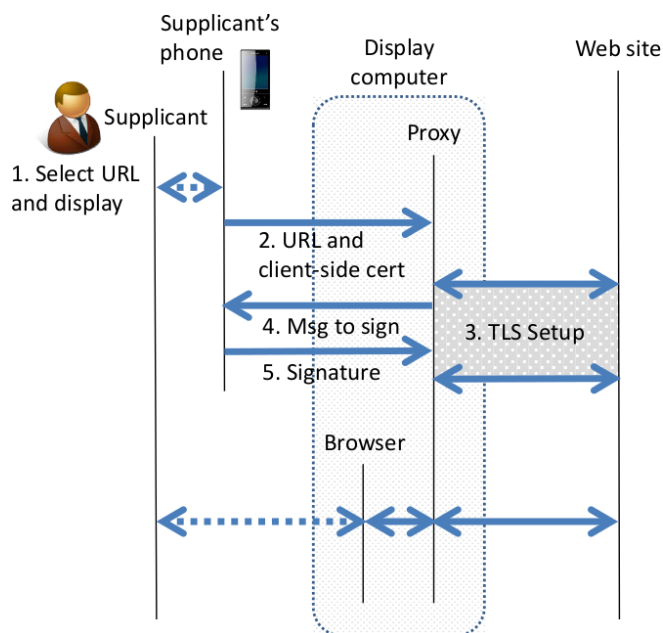 Supplicant's
phone
Display
computer
Web site
Supplicant
Proxy
1. Select URL
and display
2. URL and
client-side cert
4. Msg to sign
3. TLS Setup
5. Signature
Browser